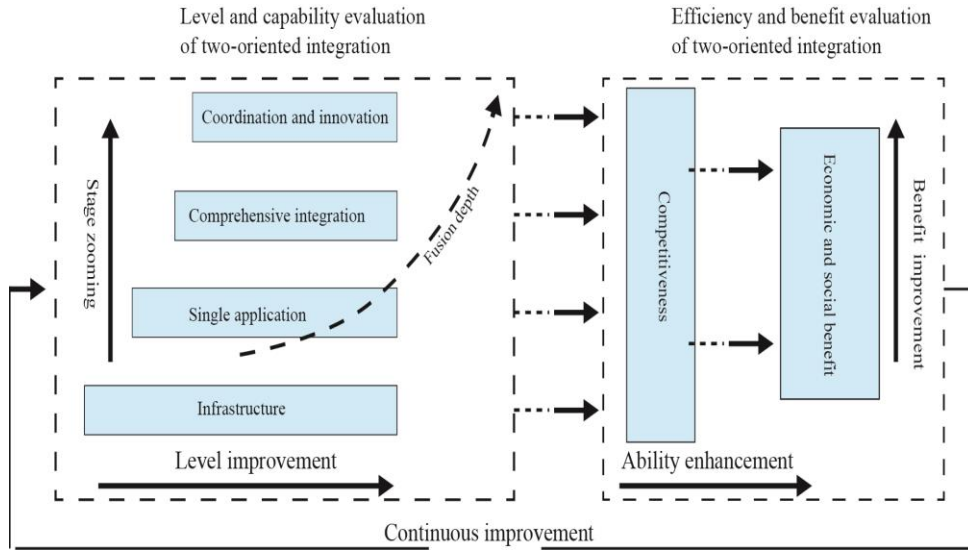 Level and capability evaluation
of two-oriented integration
Efficiency and benefit evaluation
of two-oriented integration
Coordination and innovation
Stage zooming
Comprehensive integration
Fusion depth
Single application
Infrastructure
Level improvement
Competitiveness
Economic and social benefit
Benefit improvement
Ability enhancement
Continuous improvement